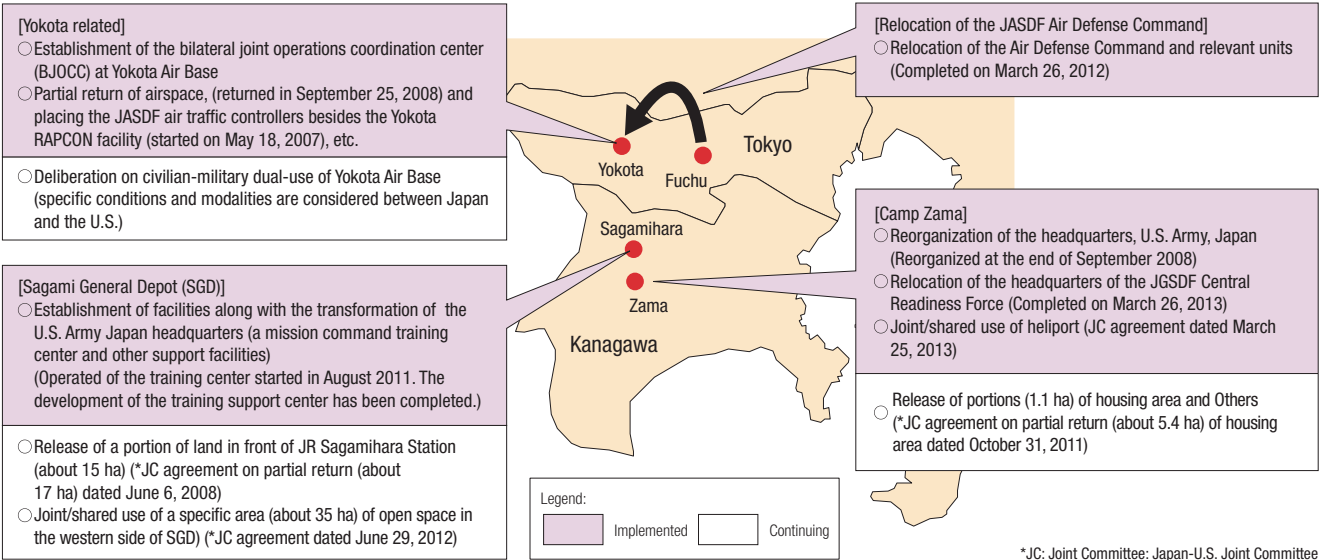 [Yokota related]
○Establishment of the bilateral joint operations coordination center
(BJOCC) at Yokota Air Base
○Partial return of airspace, (returned in September 25, 2008) and
placing the JASDF air traffic controllers besides the Yokota
RAPCON facility (started on May 18, 2007), etc.
○Deliberation on civilian-military dual-use of Yokota Air Base
(specific conditions and modalities are considered between Japan
and the U.S.)
[Relocation of the JASDF Air Defense Command]
○Relocation of the Air Defense Command and relevant units
(Completed on March 26, 2012)
Tokyo
Yokota
Fuchu
Sagamihara
Zama
Kanagawa
[Sagami General Depot (SGD)]
○Establishment of facilities along with the transformation of the
U.S. Army Japan headquarters (a mission command training
center and other support facilities)
(Operated of the training center started in August 2011. The
development of the training support center has been completed.)
○Release of a portion of land in front of JR Sagamihara Station
(about 15 ha) (*JC agreement on partial return (about
17 ha) dated June 6, 2008)
○Joint/shared use of a specific area (about 35 ha) of open space in
the western side of SGD) (*JC agreement dated June 29, 2012)
[Camp Zama]
○Reorganization of the headquarters, U.S. Army, Japan
(Reorganized at the end of September 2008)
○Relocation of the headquarters of the JGSDF Central
Readiness Force (Completed on March 26, 2013)
○Joint/shared use of heliport (JC agreement dated March
25, 2013)
○Release of portions (1.1 ha) of housing area and Others
(*JC agreement on partial return (about 5.4 ha) of housing
area dated October 31, 2011)
Legend:
Implemented
Continuing
*JC: Joint Committee: Japan-U.S. Joint Committee